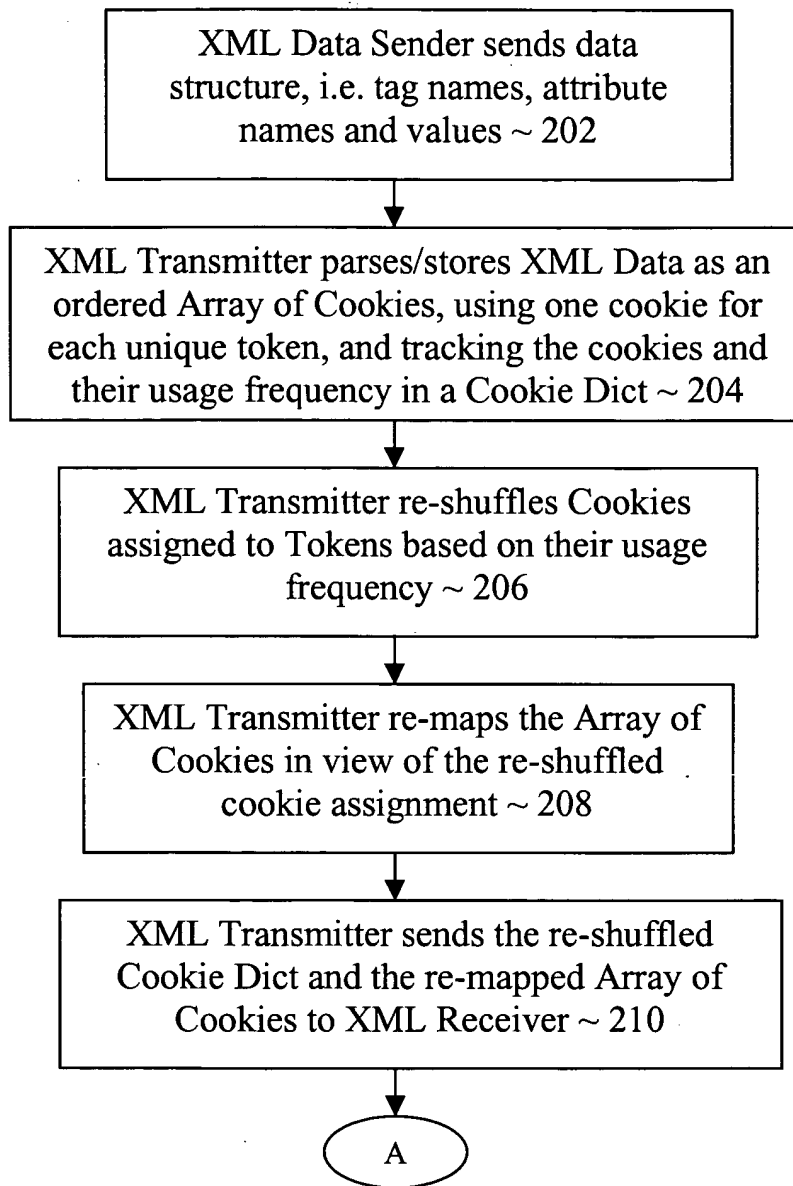 XML Data Sender sends data
structure, i.e. tag names, attribute
names and values ~ 202
XML Transmitter parses/stores XML Data as an
ordered Array of Cookies, using one cookie for
each unique token, and tracking the cookies and
their usage frequency in a Cookie Dict ~ 204
XML Transmitter re-shuffles Cookies
assigned to Tokens based on their usage
frequency ~ 206
XML Transmitter re-maps the Array of
Cookies in view of the re-shuffled
cookie assignment ~ 208
XML Transmitter sends the re-shuffled
Cookie Dict and the re-mapped Array of
Cookies to XML Receiver ~ 210
A